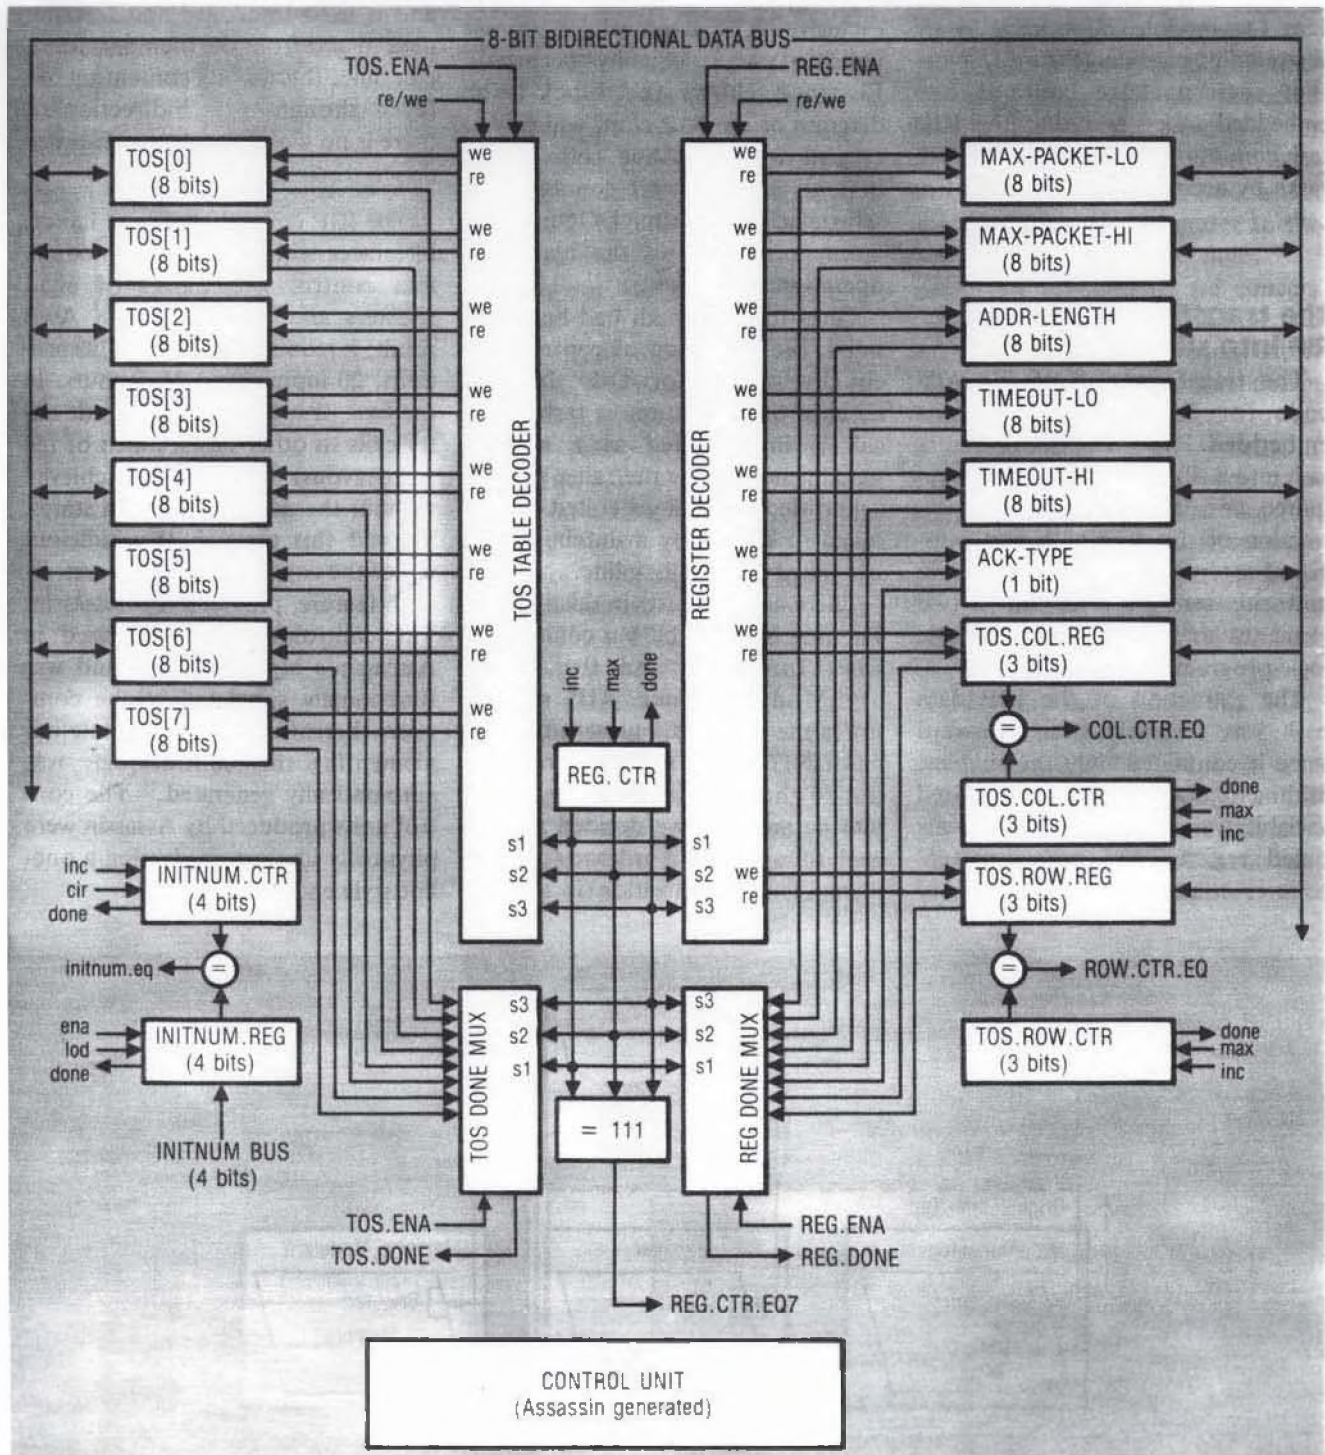 8-BIT BIDIRECTIONAL DATA BUS
TOS.ENA
re/we
REG.ENA
re/we
TOS[0]
(8 bits)
TOS[1]
(8 bits)
TOS[2]
(8 bits)
TOS[3]
(8 bits)
TOS[4]
(8 bits)
TOS[5]
(8 bits)
TOS[6]
(8 bits)
TOS[7]
(8 bits)
we
re
we
re
we
re
we
re
we
re
we
re
we
re
we
re
TOS TABLE DECODER
s1
s2
s3
inc
max
done
REG. CTR
REGISTER DECODER
we
re
we
re
we
re
we
re
we
re
we
re
we
re
s1
s2
s3
we
re
MAX-PACKET-LO
(8 bits)
MAX-PACKET-HI
(8 bits)
ADDR-LENGTH
(8 bits)
TIMEOUT-LO
(8 bits)
TIMEOUT-HI
(8 bits)
ACK-TYPE
(1 bit)
TOS.COL.REG
(3 bits)
=
COL.CTR.EQ
TOS.COL.CTR
(3 bits)
done
max
inc
TOS.ROW.REG
(3 bits)
=
ROW.CTR.EQ
TOS.ROW.CTR
(3 bits)
done
max
inc
inc
cir
done
INITNUM.CTR
(4 bits)
initnum.eq
=
ena
lod
done
INITNUM.REG
(4 bits)
INITNUM BUS
(4 bits)
TOS DONE MUX
s3
s2
s1
= 111
s3
s2
s1
REG DONE MUX
TOS.ENA
TOS.DONE
REG.ENA
REG.DONE
REG.CTR.EQ7
CONTROL UNIT
(Assassin generated)